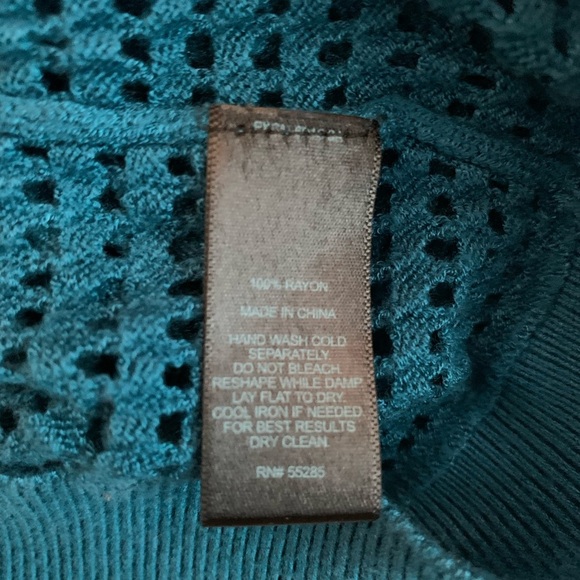 100% RAYON
MADE IN CHINA
HAND WASH COLD
SEPARATELY.
DO NOT BLEACH.
RESHAPE WHILE DAMP.
LAY FLAT TO DRY.
COOL IRON IF NEEDED.
FOR BEST RESULTS
DRY CLEAN.
RN# 55285